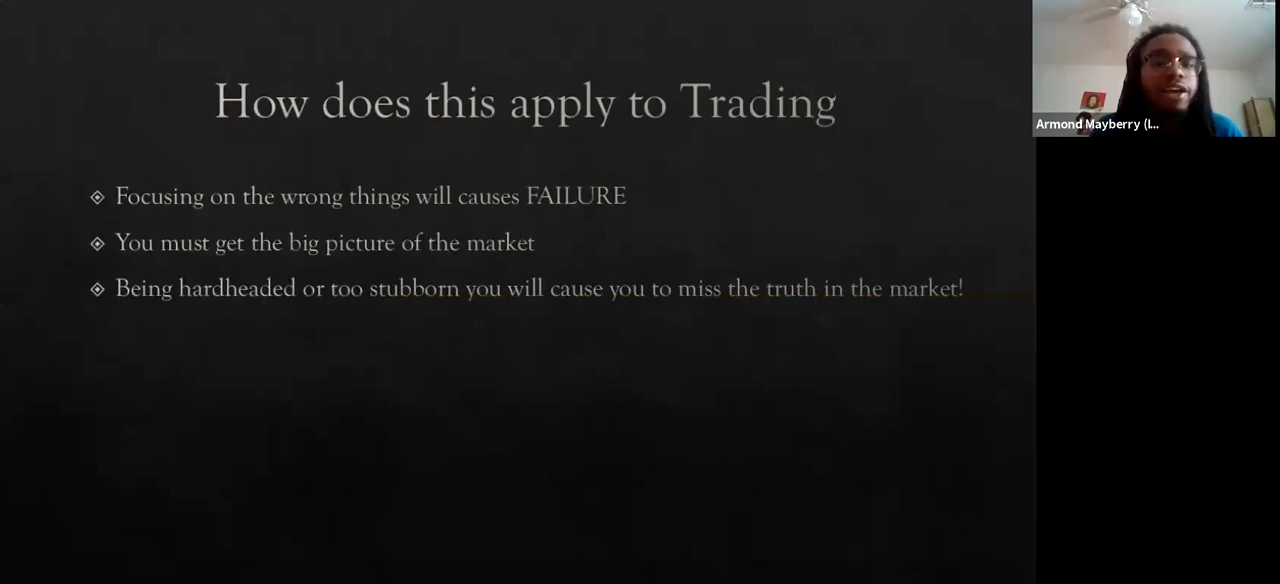 How does this apply to Trading
Focusing on the wrong things will causes FAILURE
You must get the big picture of the market
Being hardheaded or too stubborn you will cause you to miss the truth in the market!
Armond Mayberry (I...